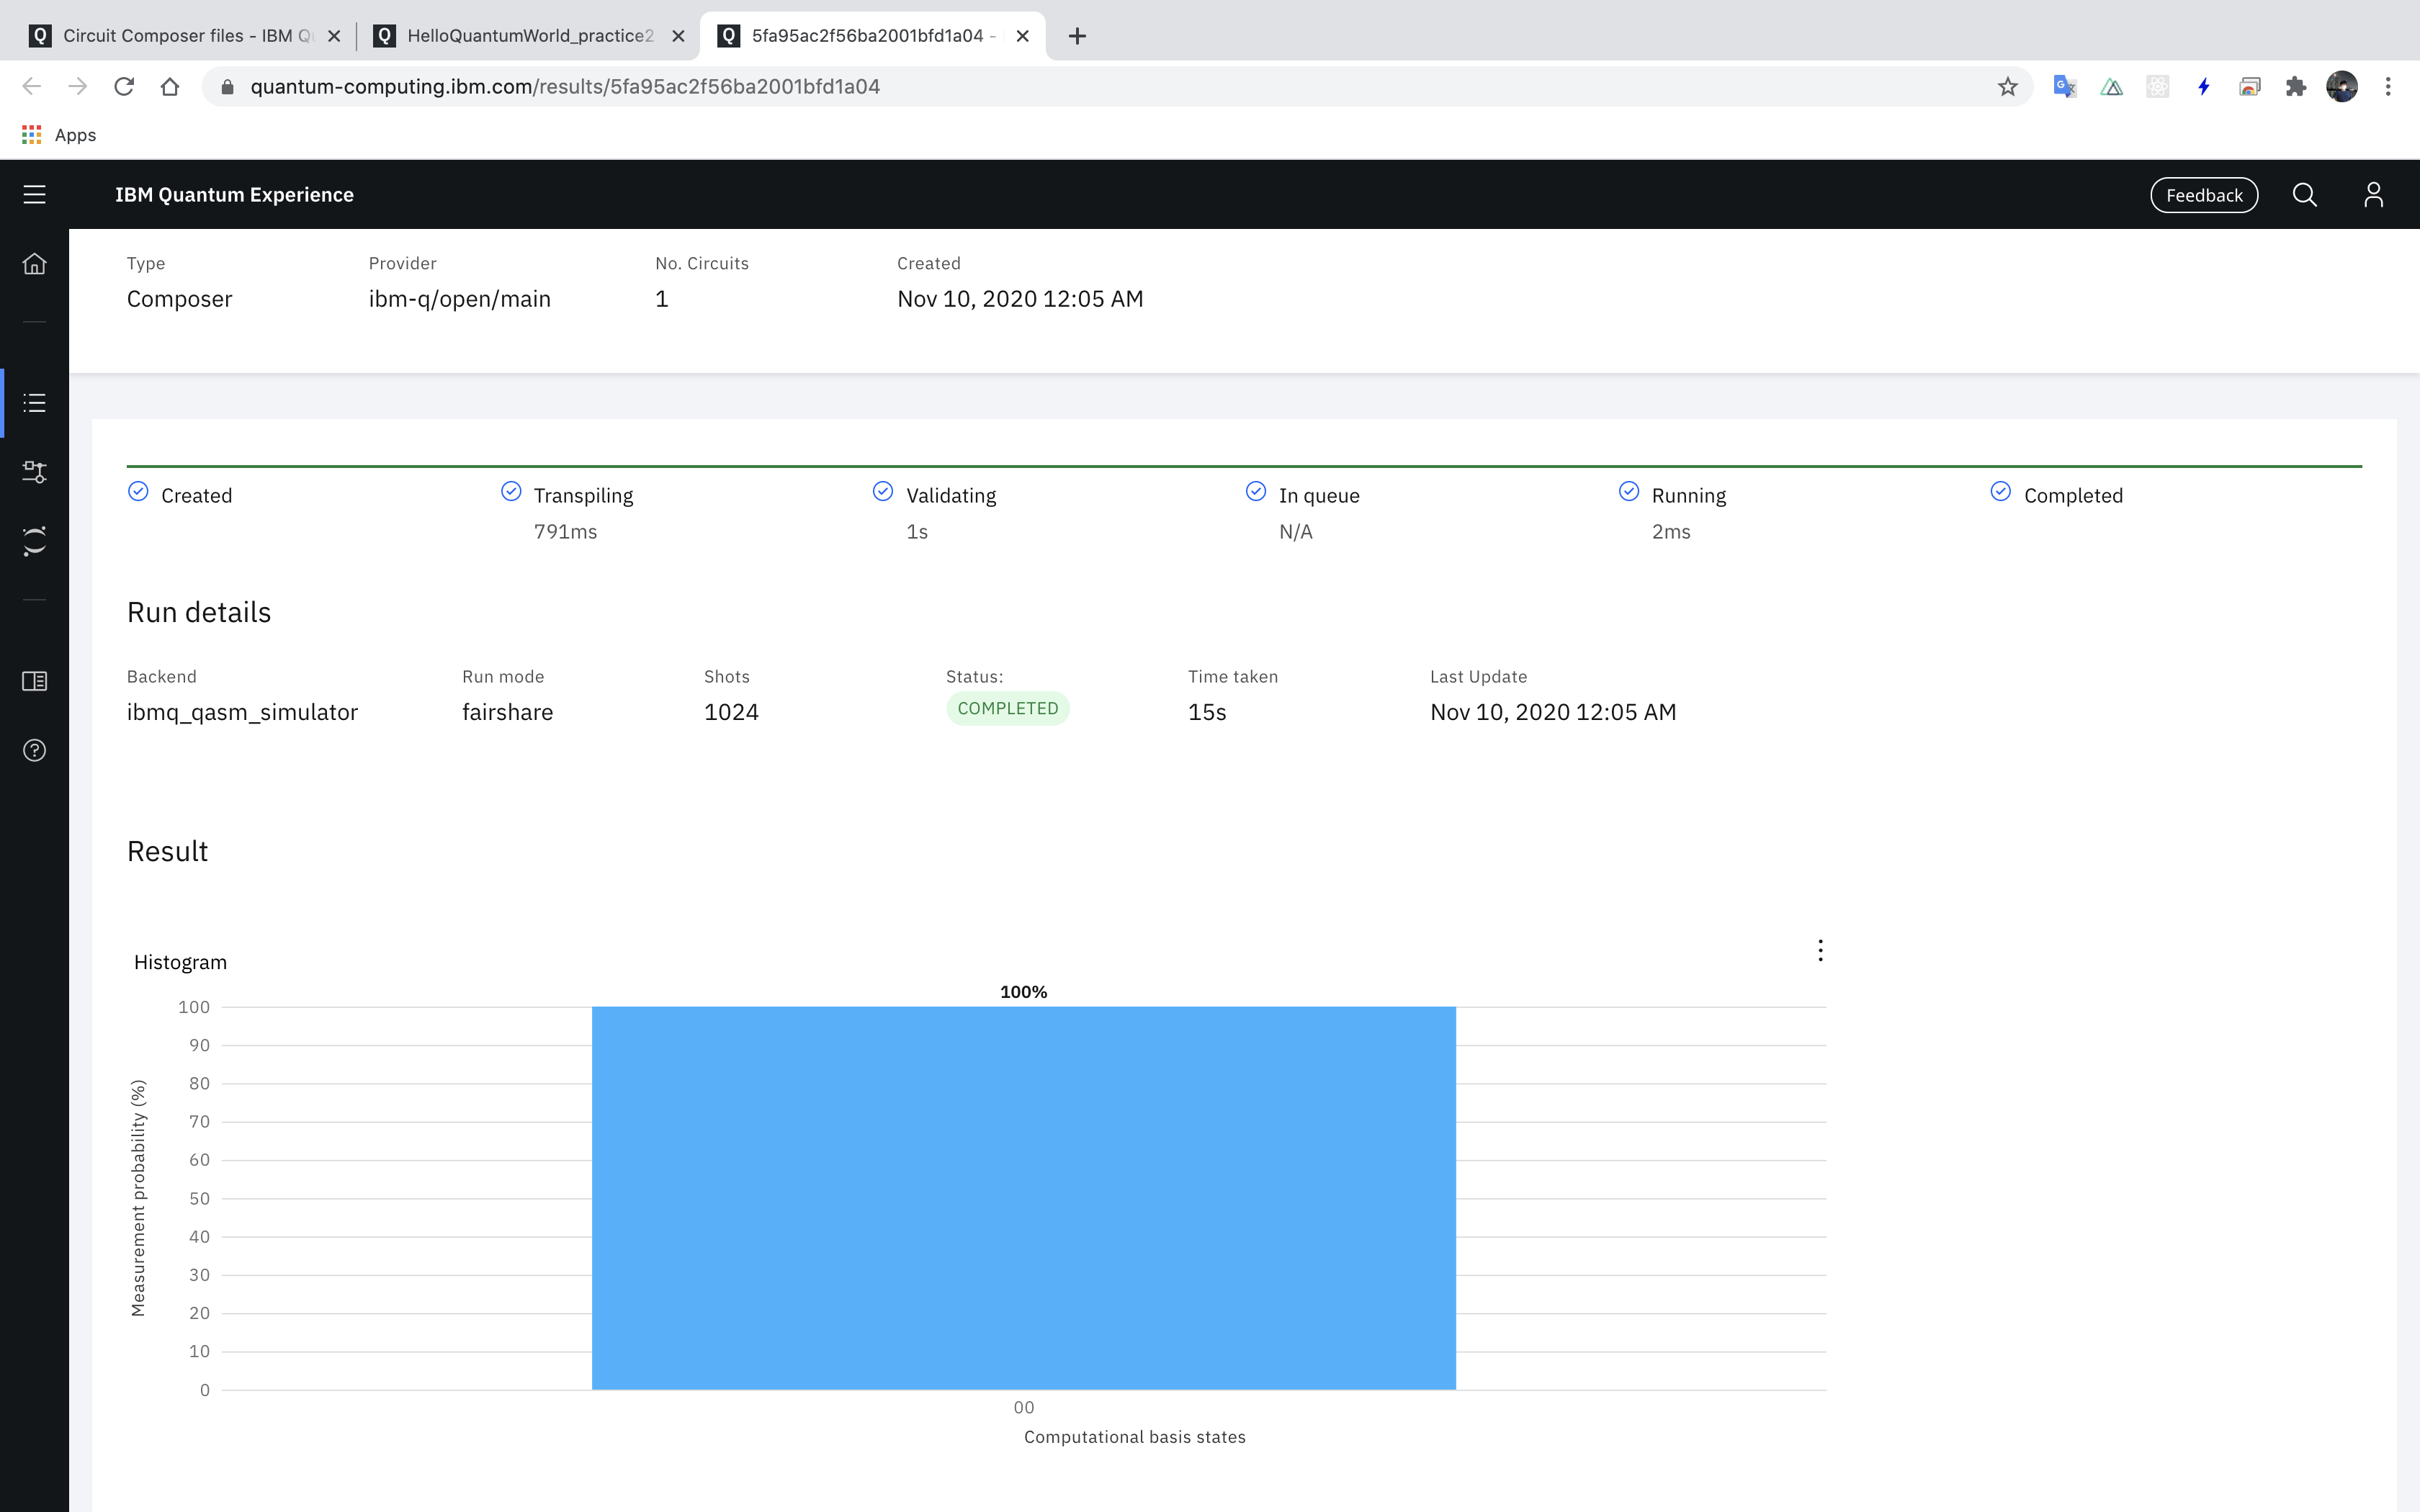 Q Circuit Composer files - IBM Qu
Q HelloQuantumWorld_practice2
Q 5fa95ac2f56ba2001bfd1a04 -
quantum-computing.ibm.com/results/5fa95ac2f56ba2001bfd1a04
Apps
IBM Quantum Experience
Feedback
Type Provider No. Circuits Created
Composer ibm-q/open/main 1 Nov 10, 2020 12:05 AM
Created Transpiling Validating In queue Running Completed
791ms 1s N/A 2ms
Run details
Backend Run mode Shots Status: Time taken Last Update
ibmq_qasm_simulator fairshare 1024 COMPLETED 15s Nov 10, 2020 12:05 AM
Result
Histogram
100%
100
90
80
70
60
50
40
30
20
10
0
Measurement probability (%)
00
Computational basis states